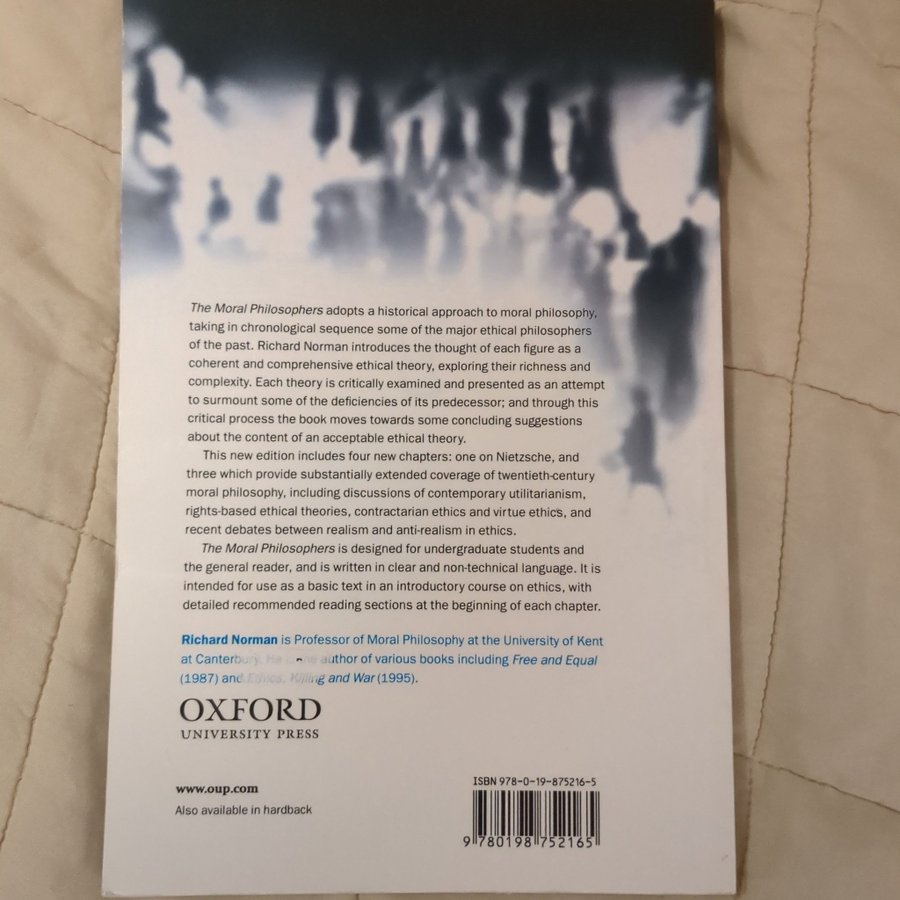 The Moral Philosophers adopts a historical approach to moral philosophy,
taking in chronological sequence some of the major ethical philosophers
of the past. Richard Norman introduces the thought of each figure as a
coherent and comprehensive ethical theory, exploring their richness and
complexity. Each theory is critically examined and presented as an attempt
to surmount some of the deficiencies of its predecessor; and through this
critical process the book moves towards some concluding suggestions
about the content of an acceptable ethical theory.
This new edition includes four new chapters: one on Nietzsche, and
three which provide substantially extended coverage of twentieth-century
moral philosophy, including discussions of contemporary utilitarianism,
rights-based ethical theories, contractarian ethics and virtue ethics, and
recent debates between realism and anti-realism in ethics.
The Moral Philosophers is designed for undergraduate students and
the general reader, and is written in clear and non-technical language. It is
intended for use as a basic text in an introductory course on ethics, with
detailed recommended reading sections at the beginning of each chapter.
Richard Norman is Professor of Moral Philosophy at the University of Kent
at Canterbury. He is the author of various books including Free and Equal
(1987) and Ethics, Killing and War (1995).
OXFORD
UNIVERSITY PRESS
www.oup.com
Also available in hardback
ISBN 978-0-19-875216-5
9 780198 752165